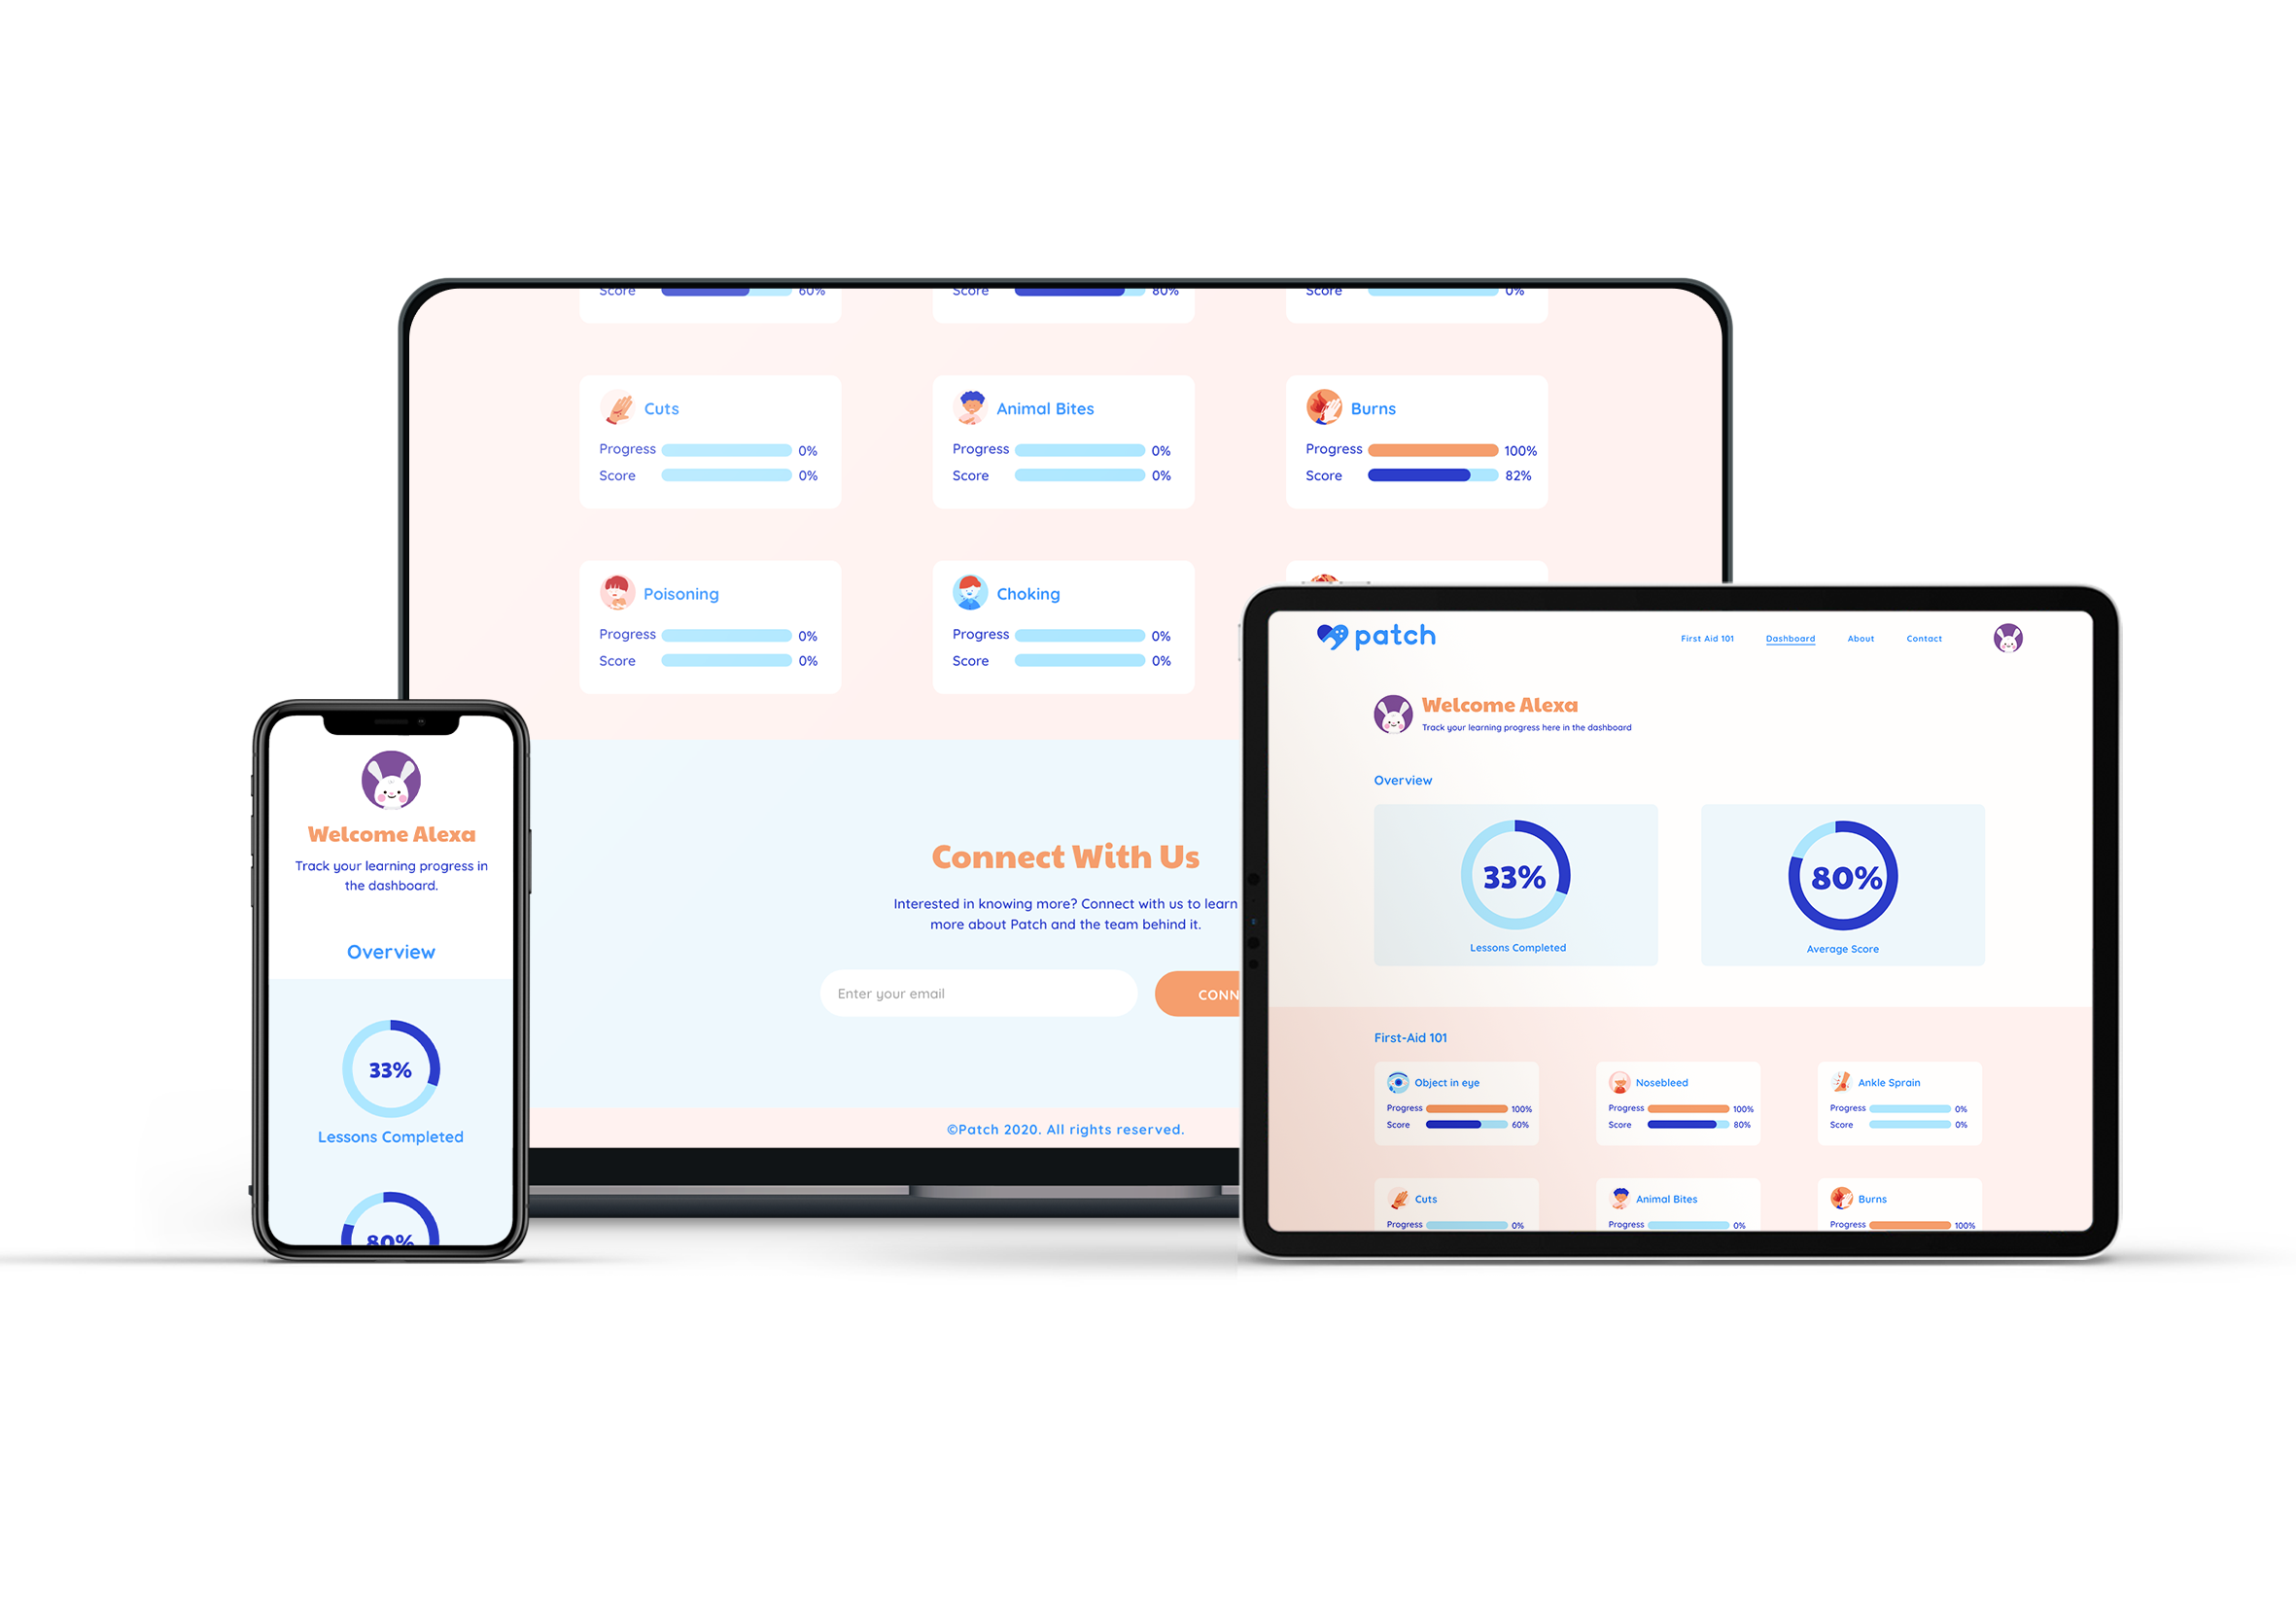 Score 60%
Score 80%
Score 0%
Cuts
Progress 0%
Score 0%
Animal Bites
Progress 0%
Score 0%
Burns
Progress 100%
Score 82%
Poisoning
Progress 0%
Score 0%
Choking
Progress 0%
Score 0%
Connect With Us
Interested in knowing more? Connect with us to learn
more about Patch and the team behind it.
Enter your email
CONN
©Patch 2020. All rights reserved.
Welcome Alexa
Track your learning progress in
the dashboard.
Overview
33%
Lessons Completed
80%
patch
First Aid 101
Dashboard
About
Contact
Welcome Alexa
Track your learning progress here in the dashboard
Overview
33%
Lessons Completed
80%
Average Score
First-Aid 101
Object in eye
Progress 100%
Score 60%
Nosebleed
Progress 100%
Score 80%
Ankle Sprain
Progress 0%
Score 0%
Cuts
Progress 0%
Animal Bites
Progress 0%
Burns
Progress 100%